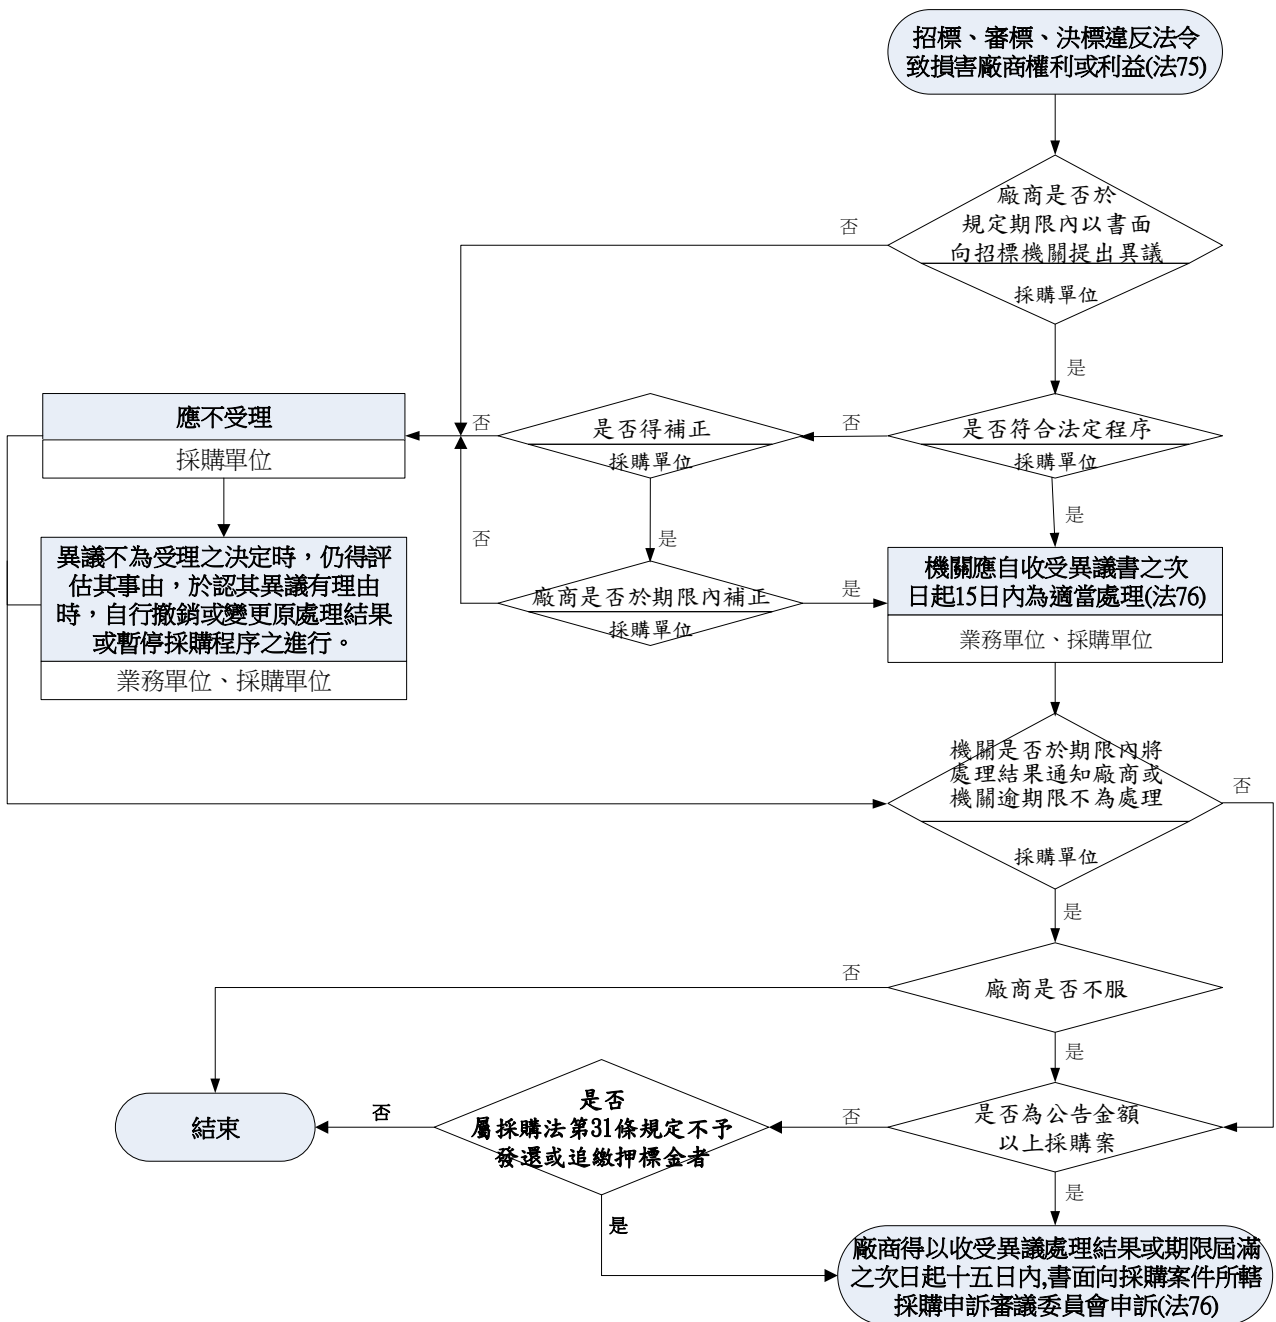 招標、審標、決標違反法令
致損害廠商權利或利益(法75)
廠商是否於
規定期限內以書面
向招標機關提出異議
採購單位
否
是
是否符合法定程序
採購單位
否
是
是否得補正
採購單位
否
是
應不受理
採購單位
異議不為受理之決定時，仍得評
估其事由，於認其異議有理由
時，自行撤銷或變更原處理結果
或暫停採購程序之進行。
業務單位、採購單位
廠商是否於期限內補正
採購單位
否
是
機關應自收受異議書之次
日起15日內為適當處理(法76)
業務單位、採購單位
機關是否於期限內將
處理結果通知廠商或
機關逾期限不為處理
採購單位
否
是
廠商是否不服
否
是
是否為公告金額
以上採購案
否
是
是否
屬採購法第31條規定不予
發還或追繳押標金者
否
是
結束
廠商得以收受異議處理結果或期限屆滿
之次日起十五日內,書面向採購案件所轄
採購申訴審議委員會申訴(法76)